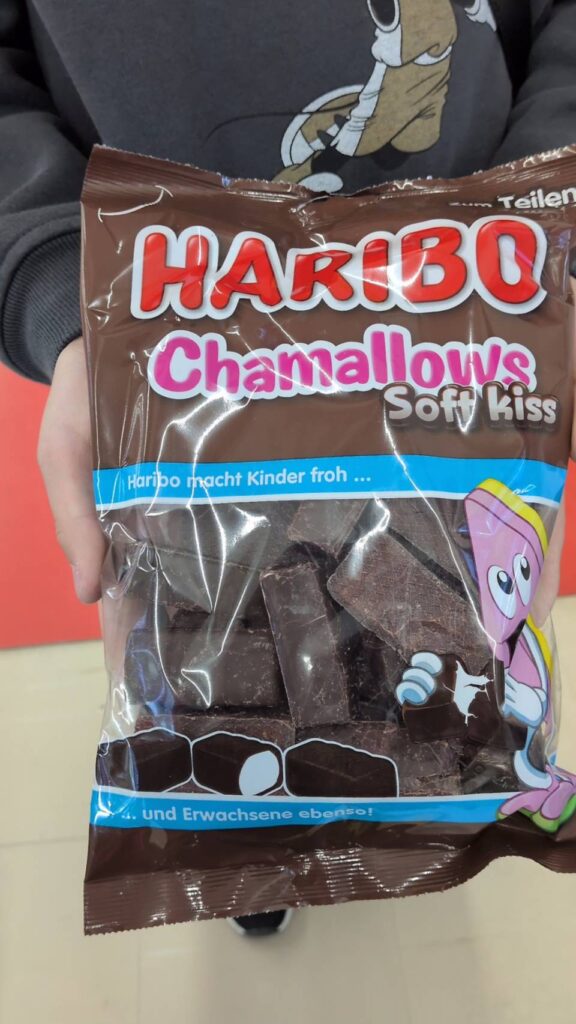 zum Teilen
HARIBO
Chamallows
Soft kiss
Haribo macht Kinder froh ...
... und Erwachsene ebenso!